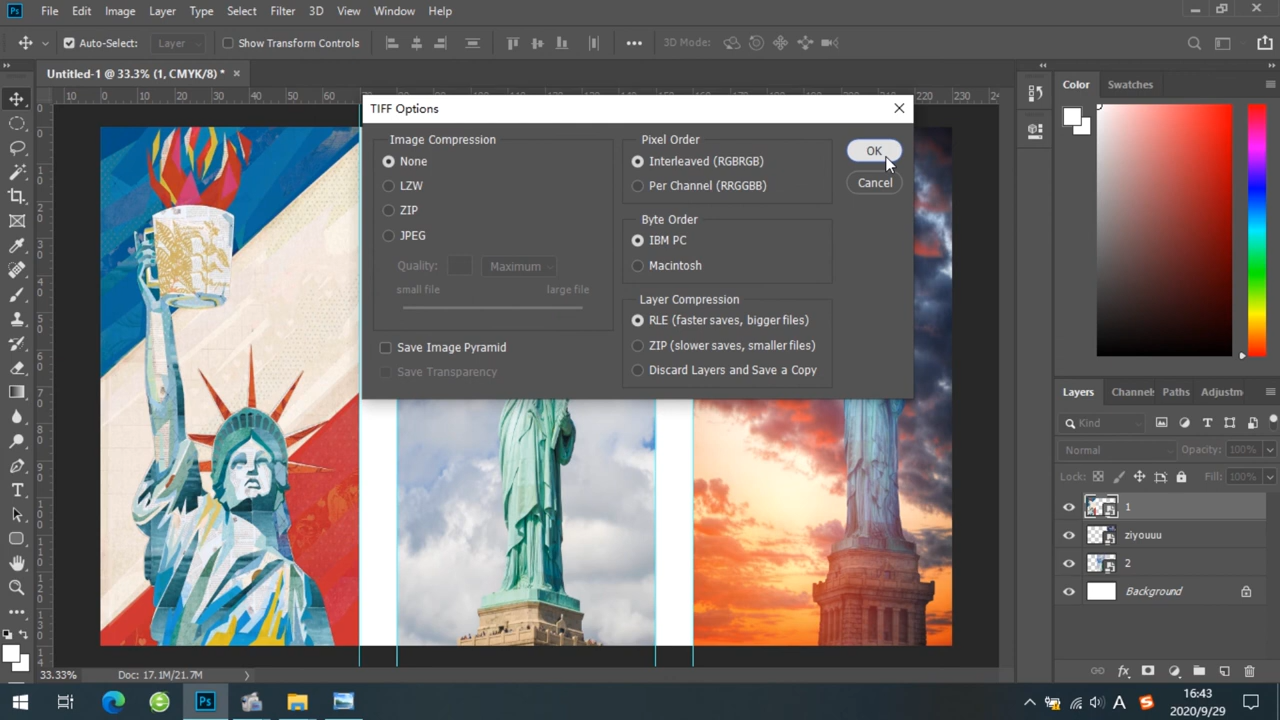 Ps File Edit Image Layer Type Select Filter 3D View Window Help
Auto-Select: Layer Show Transform Controls 3D Mode:
Untitled-1 @ 33.3% (1, CMYK/8) *
TIFF Options
Image Compression
None
LZW
ZIP
JPEG
Quality: Maximum
small file large file
Save Image Pyramid
Save Transparency
Pixel Order
Interleaved (RGBRGB)
Per Channel (RRGGBB)
Byte Order
IBM PC
Macintosh
Layer Compression
RLE (faster saves, bigger files)
ZIP (slower saves, smaller files)
Discard Layers and Save a Copy
OK
Cancel
Color Swatches
Layers Channel Paths Adjustm
Kind
Normal Opacity: 100%
Lock: Fill: 100%
1
ziyouuu
2
Background
33.33% Doc: 17.1M/21.7M
Ps
A
16:43
2020/9/29